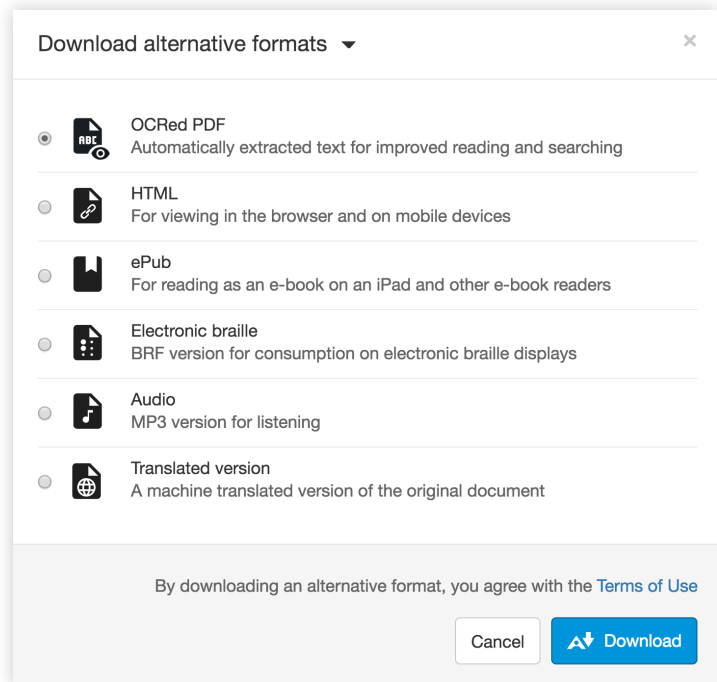 Download alternative formats
×
OCRed PDF
ABC
Automatically extracted text for improved reading and searching
HTML
For viewing in the browser and on mobile devices
ePub
For reading as an e-book on an iPad and other e-book readers
Electronic braille
BRF version for consumption on electronic braille displays
Audio
MP3 version for listening
Translated version
A machine translated version of the original document
By downloading an alternative format, you agree with the Terms of Use
Cancel
Download